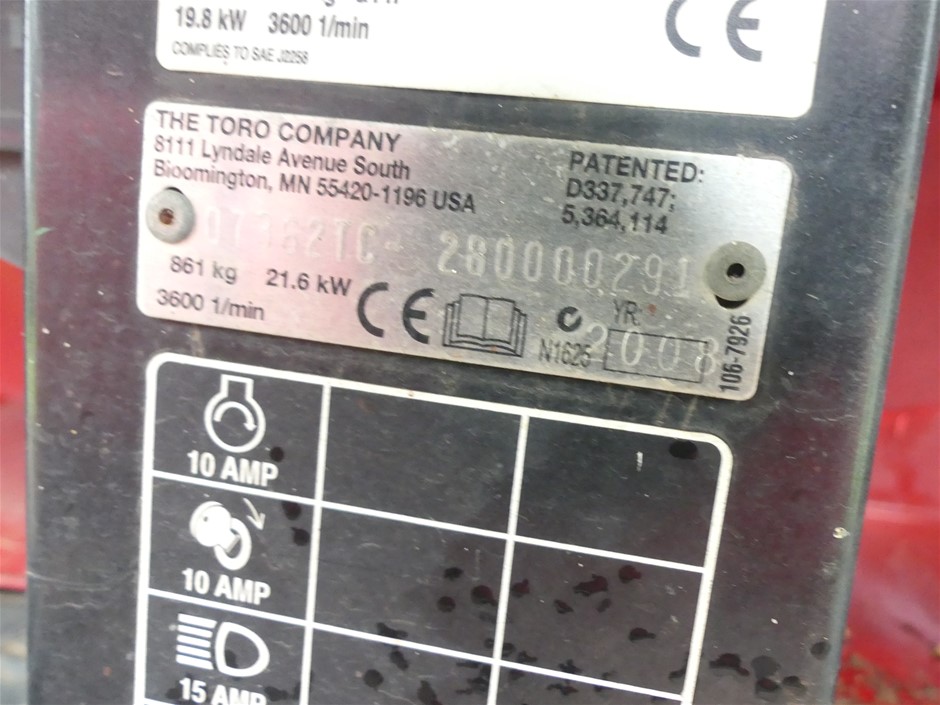 19.8 kW 3600 1/min
COMPLIES TO SAE J2258
CE
THE TORO COMPANY
8111 Lyndale Avenue South
Bloomington, MN 55420-1196 USA
PATENTED:
D337,747;
5,364,114
280000291
861 kg 21.6 kW
3600 1/min
CE
N1626
YR:
2008
106-7926
10 AMP
10 AMP
15 AMP